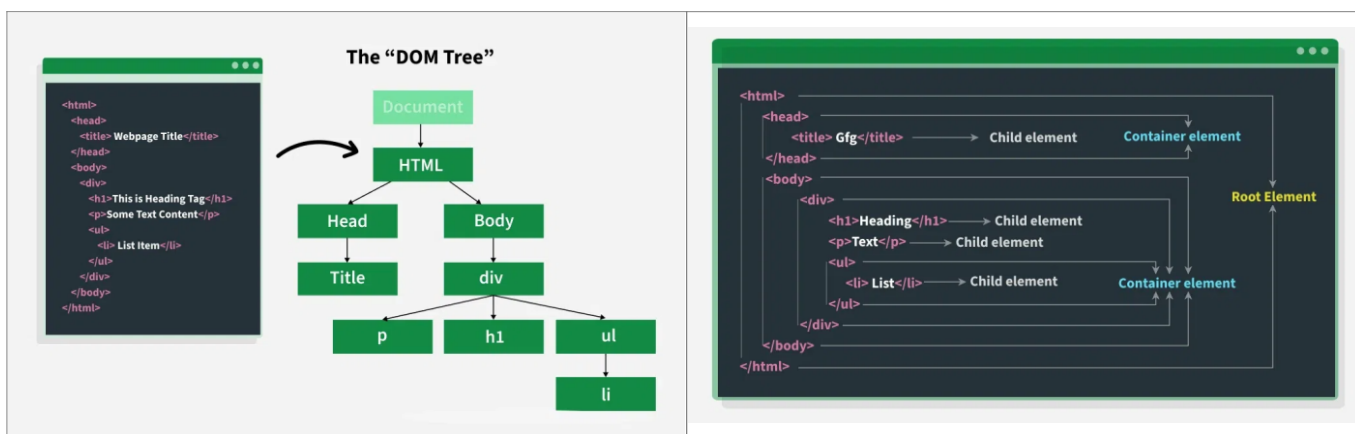 The “DOM Tree”
<html>
<head>
<title> Webpage Title</title>
</head>
<body>
<div>
<h1>This is Heading Tag</h1>
<p>Some Text Content</p>
<ul>
<li> List Item</li>
</ul>
</div>
</body>
</html>
Document
HTML
Head Body
Title div
p h1 ul
li
<html>
<head>
<title> Gfg</title> Child element Container element
</head>
<body>
<div> Root Element
<h1>Heading</h1> Child element
<p>Text</p> Child element
<ul>
<li> List</li> Child element Container element
</ul>
</div>
</body>
</html>